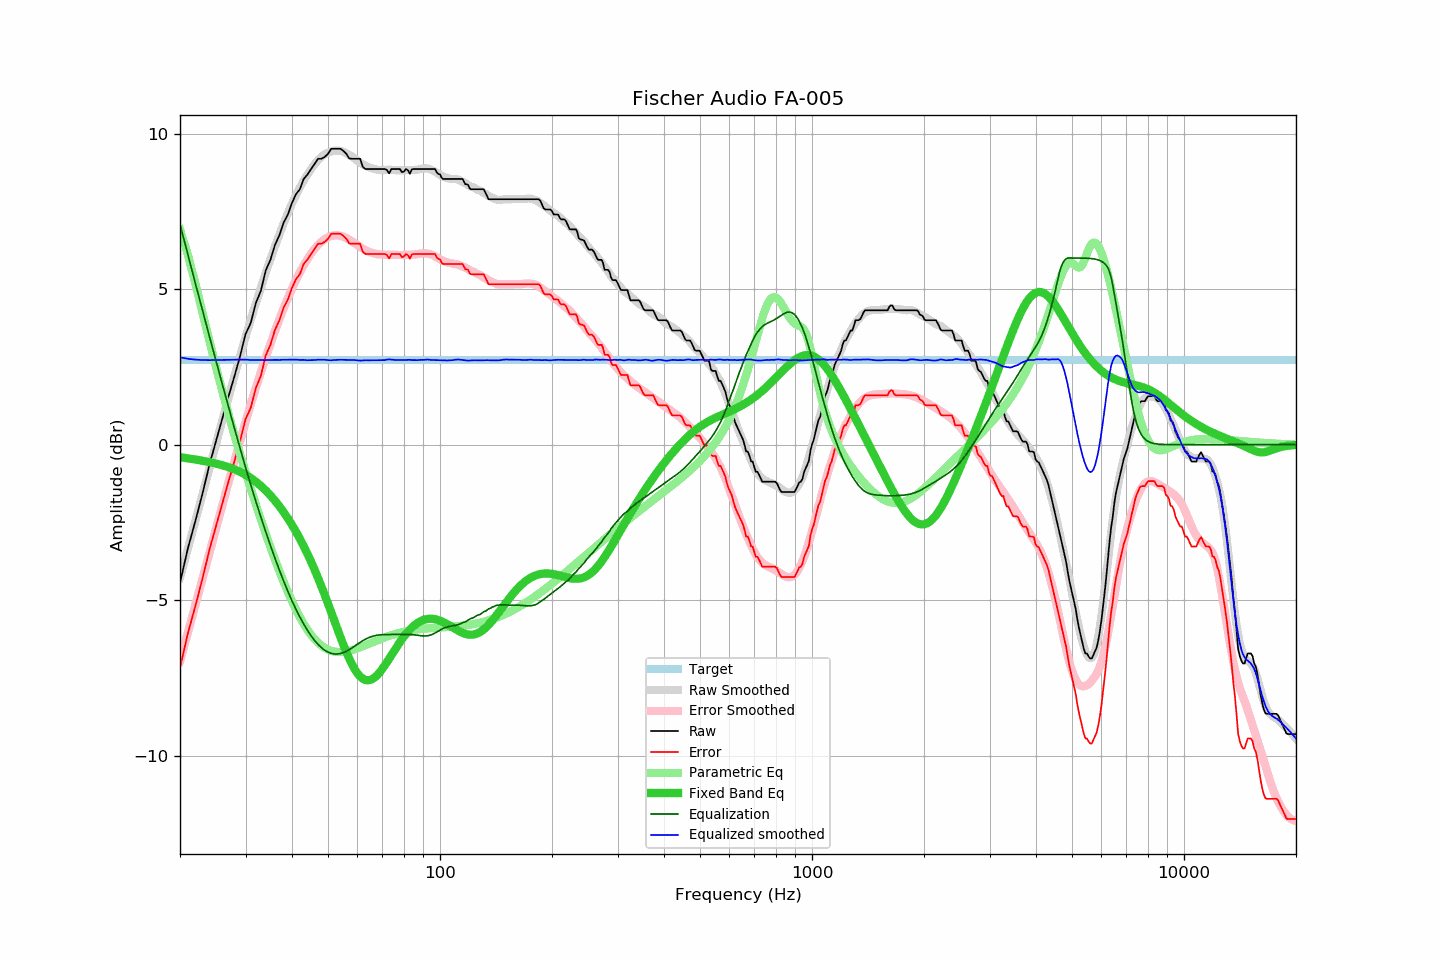 Fischer Audio FA-005
10
5
0
−5
−10
Amplitude (dBr)
Target
Raw Smoothed
Error Smoothed
Raw
Error
Parametric Eq
Fixed Band Eq
Equalization
Equalized smoothed
100
1000
10000
Frequency (Hz)